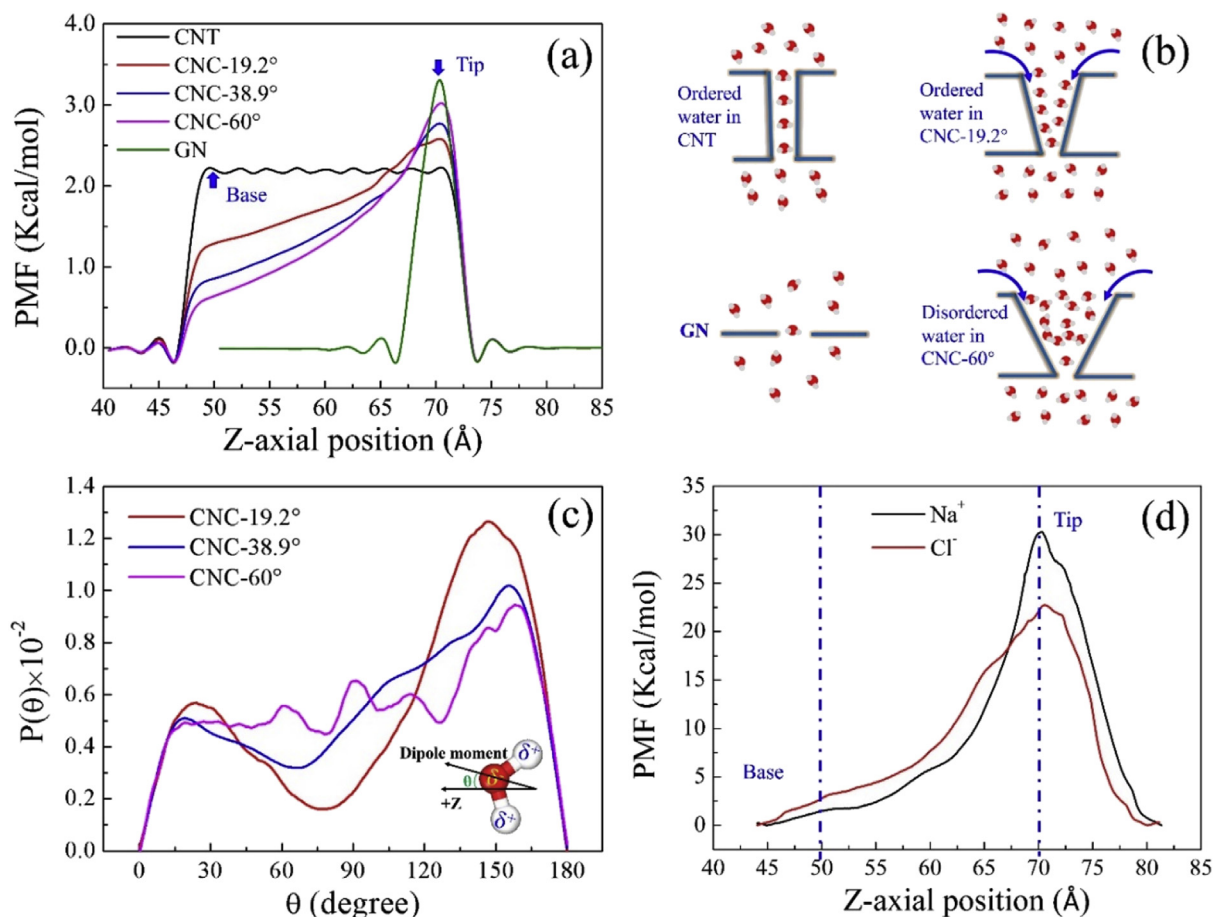 (a)
CNT
CNC-19.2°
CNC-38.9°
CNC-60°
GN
Tip
Base
PMF (Kcal/mol)
4.0
3.0
2.0
1.0
0.0
40 45 50 55 60 65 70 75 80 85
Z-axial position (Å)
(b)
Ordered
water in
CNT
Ordered
water in
CNC-19.2°
GN
Disordered
water in
CNC-60°
(c)
CNC-19.2°
CNC-38.9°
CNC-60°
P(θ)×10⁻²
1.4
1.2
1.0
0.8
0.6
0.4
0.2
0.0
Dipole moment
θ
+Z
δ⁺
δ⁺
0 30 60 90 120 150 180
θ (degree)
(d)
Na⁺
Cl⁻
Tip
Base
PMF (Kcal/mol)
35
30
25
20
15
10
5
0
40 45 50 55 60 65 70 75 80 85
Z-axial position (Å)